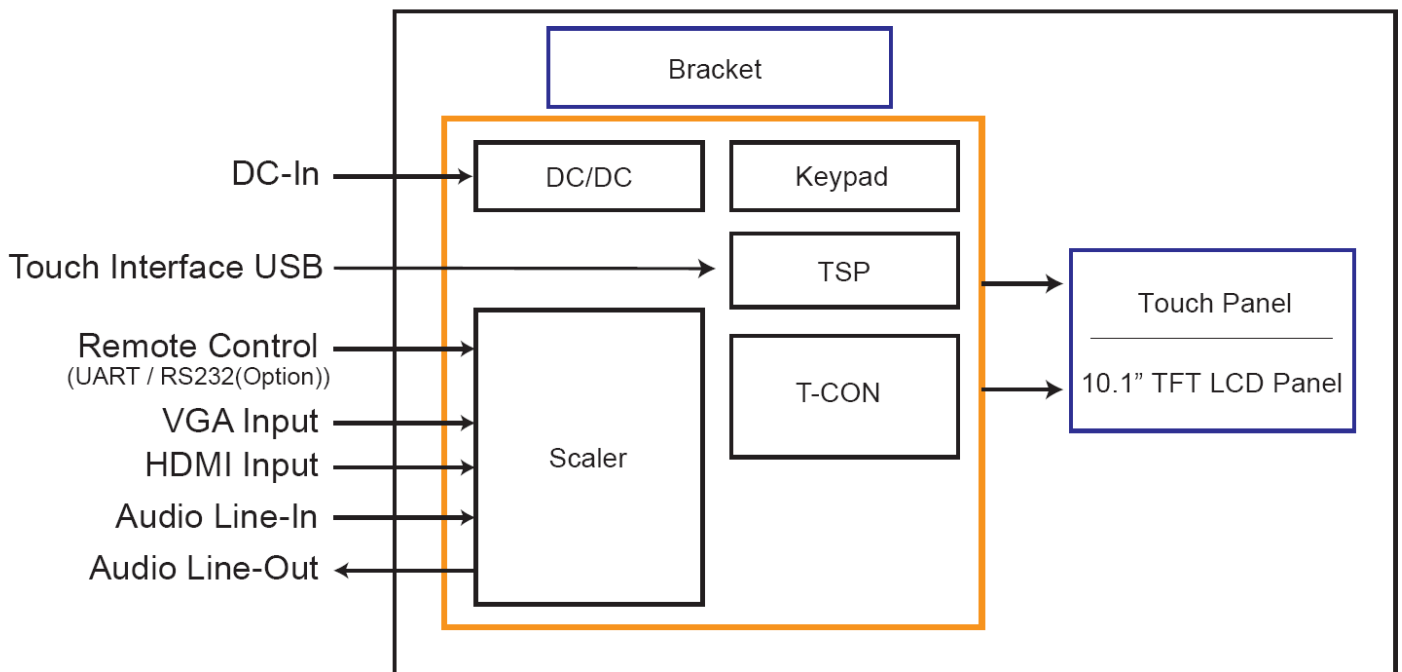 Bracket
DC-In
DC/DC
Keypad
Touch Interface USB
TSP
Touch Panel
10.1” TFT LCD Panel
Remote Control
(UART / RS232(Option))
T-CON
VGA Input
HDMI Input
Scaler
Audio Line-In
Audio Line-Out